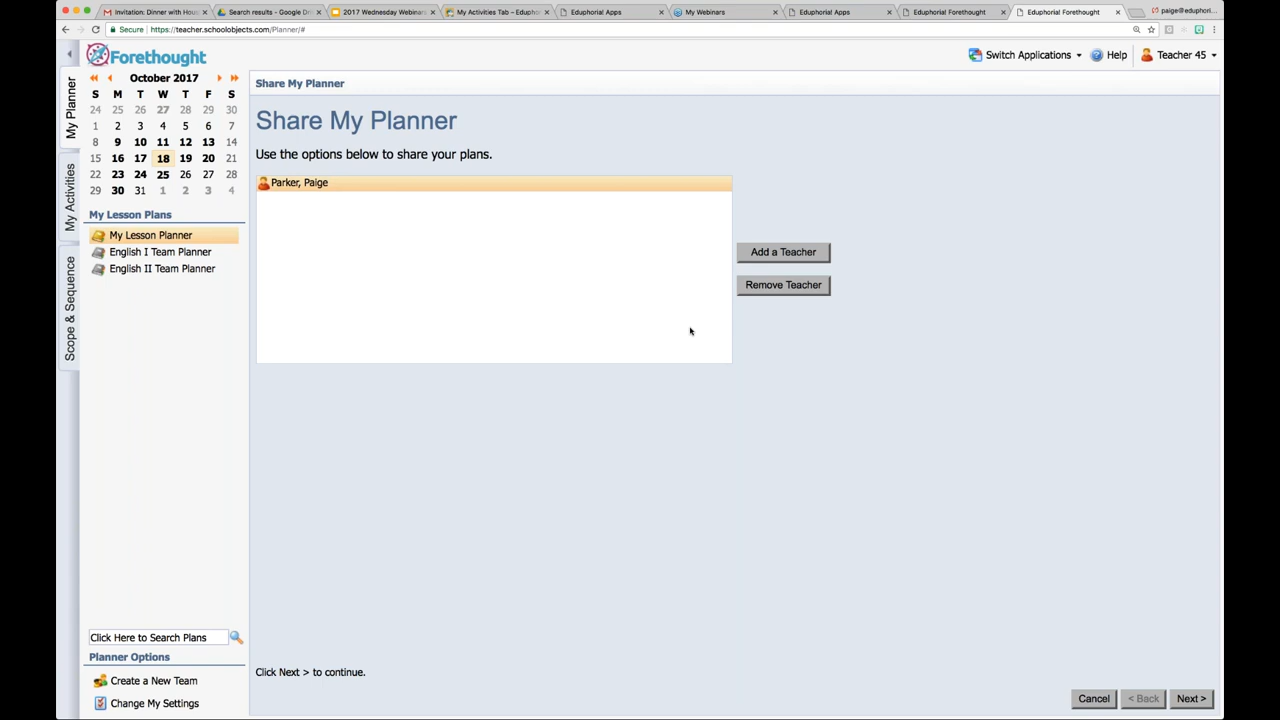 Invitation: Dinner with Hou
Search results - Google Dr
2017 Wednesday Webinar
My Activities Tab - Eduphor
Eduphorial Apps
My Webinars
Eduphorial Apps
Eduphorial Forethought
Eduphorial Forethought
paige@eduphori...
Secure
https://teacher.schoolobjects.com/Planner/#
Forethought
Switch Applications
Help
Teacher 45
My Planner
My Activities
Scope & Sequence
October 2017
S M T W T F S
24 25 26 27 28 29 30
1 2 3 4 5 6 7
8 9 10 11 12 13 14
15 16 17 18 19 20 21
22 23 24 25 26 27 28
29 30 31 1 2 3 4
My Lesson Plans
My Lesson Planner
English I Team Planner
English II Team Planner
Click Here to Search Plans
Planner Options
Create a New Team
Change My Settings
Share My Planner
Share My Planner
Use the options below to share your plans.
Parker, Paige
Add a Teacher
Remove Teacher
Click Next > to continue.
Cancel
< Back
Next >